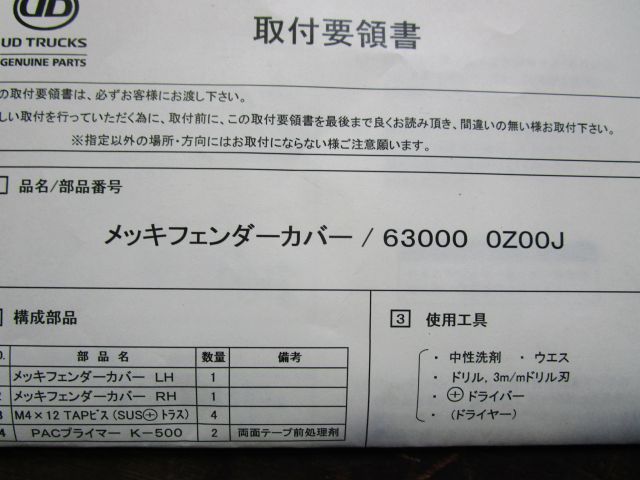 UD
UD TRUCKS
GENUINE PARTS
取付要領書
の取付要領書は、必ずお客様にお渡し下さい。
しい取付を行っていただく為に、取付前に、この取付要領書を最後まで良くお読み頂き、間違いの無い様お取付下さい。
※指定以外の場所・方向にはお取付にならない様ご注意願います。
品名/部品番号
メッキフェンダーカバー / 63000 0Z00J
構成部品
部品名 数量 備考
メッキフェンダーカバー LH 1
2 メッキフェンダーカバー RH 1
3 M4×12 TAPビス (SUS⊕トラス) 4
4 PACプライマー K-500 2 両面テープ前処理剤
3 使用工具
・ 中性洗剤 ・ ウエス
・ ドリル, 3m/mドリル刃
・ ⊕ドライバー
・ (ドライヤー)